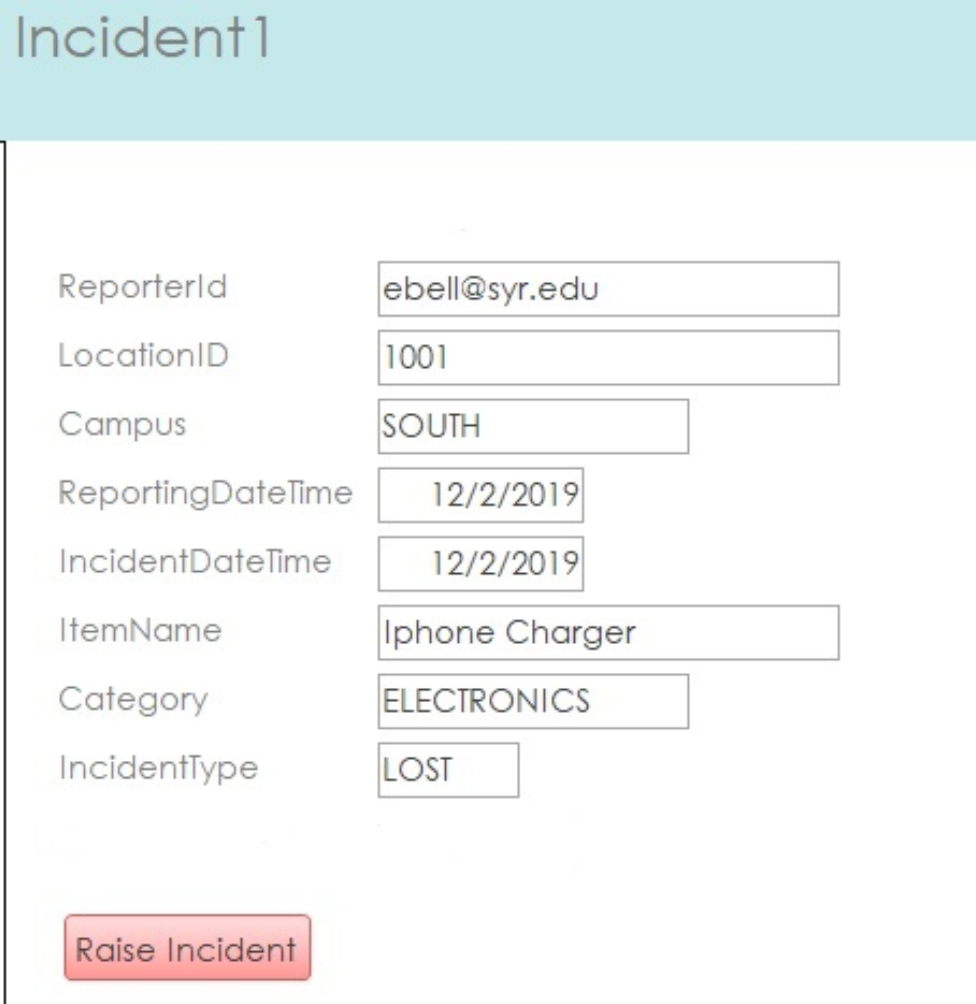 Incident1
ReporterId ebell@syr.edu
LocationID 1001
Campus SOUTH
ReportingDateTime 12/2/2019
IncidentDateTime 12/2/2019
ItemName Iphone Charger
Category ELECTRONICS
IncidentType LOST
Raise Incident